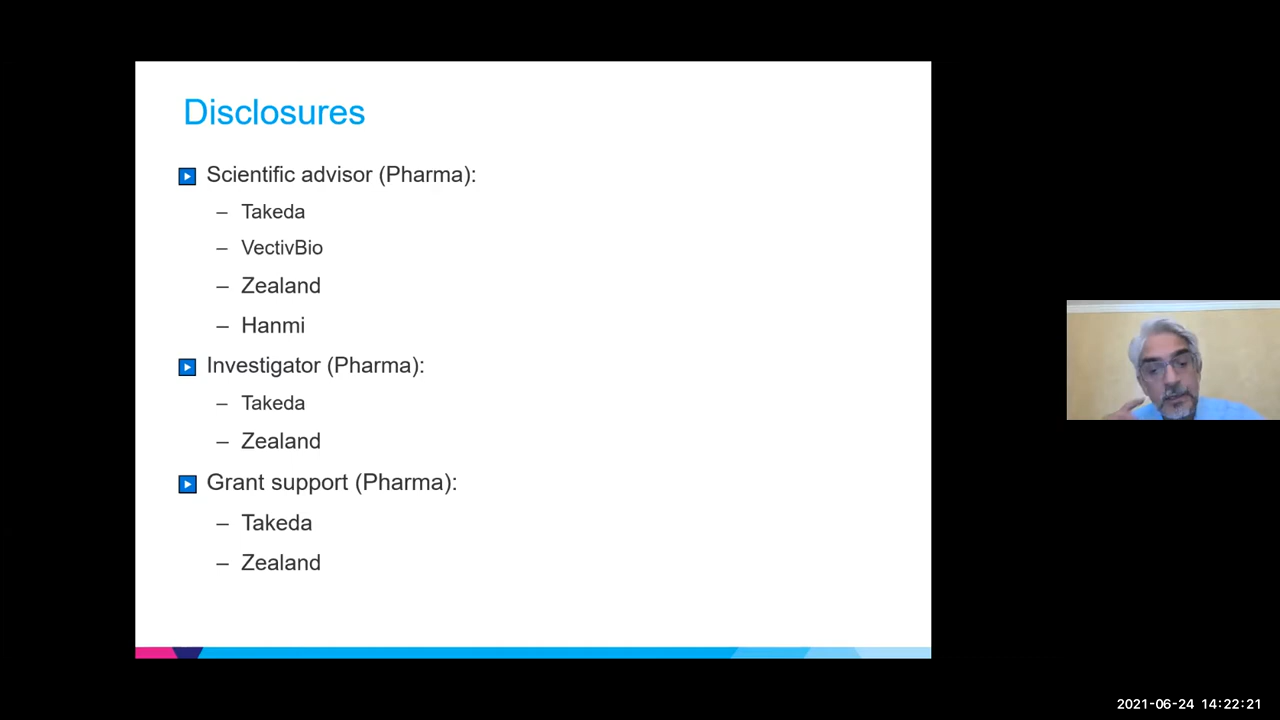 Disclosures
Scientific advisor (Pharma):
– Takeda
– VectivBio
– Zealand
– Hanmi
Investigator (Pharma):
– Takeda
– Zealand
Grant support (Pharma):
– Takeda
– Zealand
2021-06-24 14:22:21